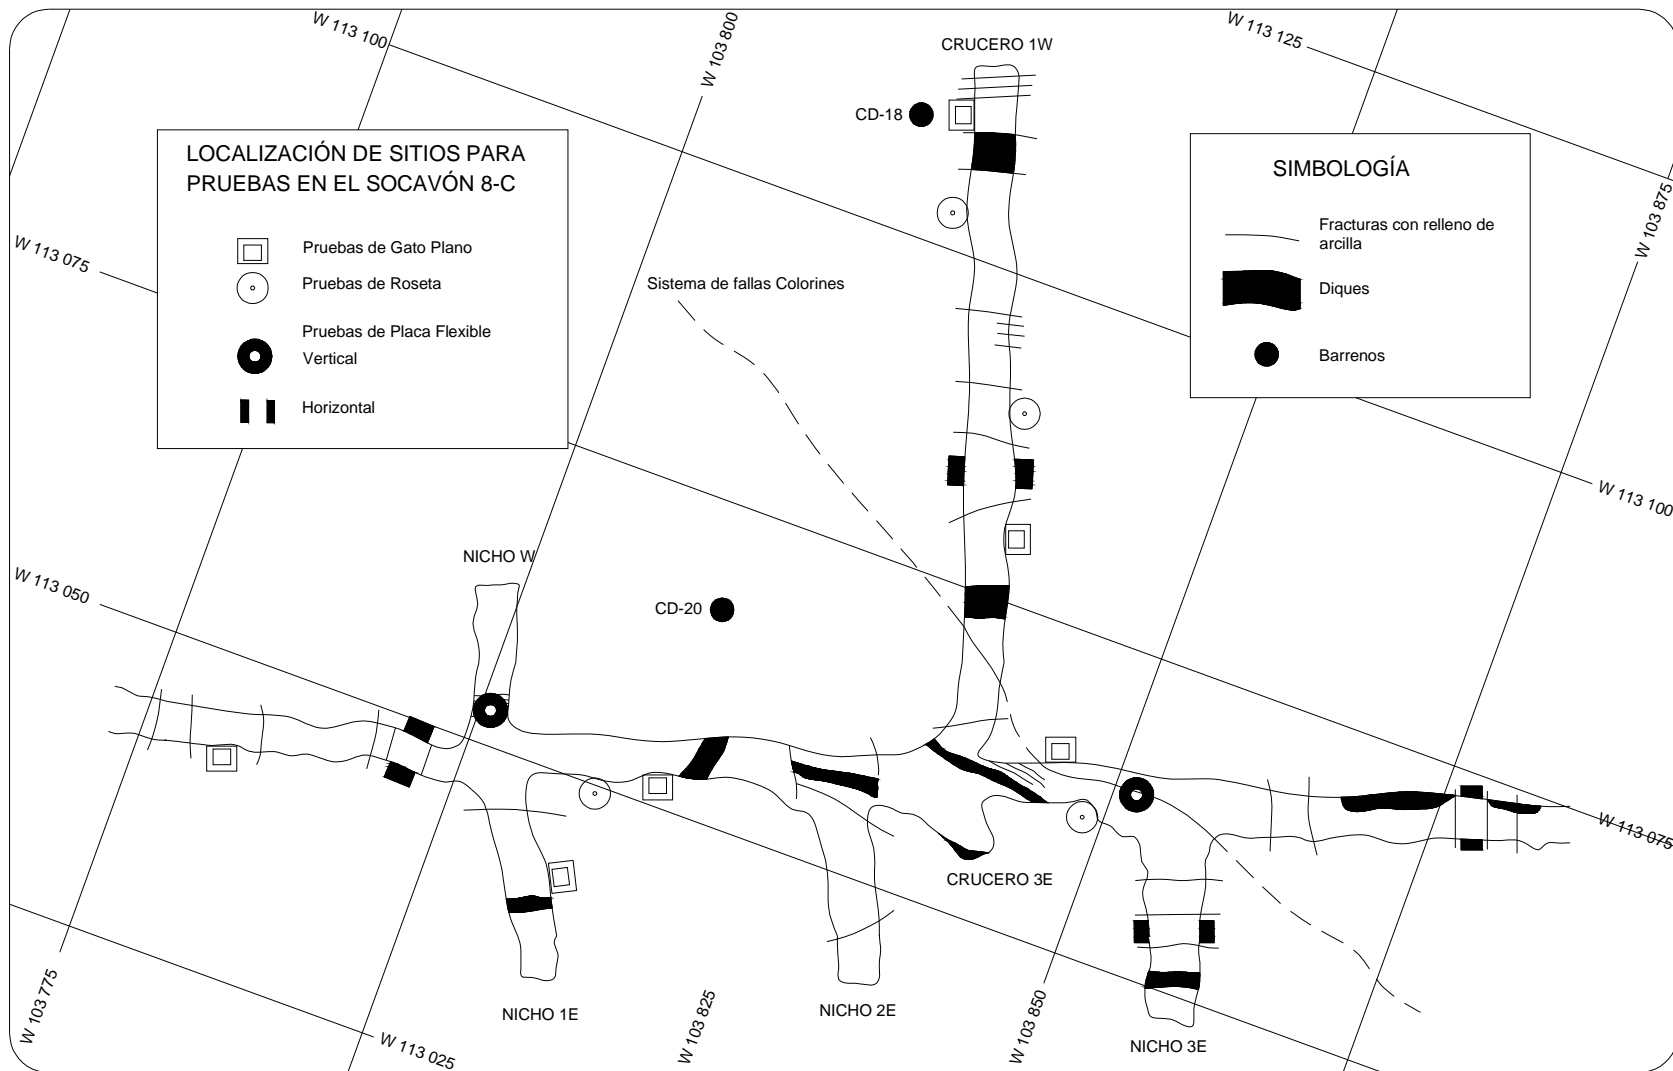 W 113 100
W 103 800
CRUCERO 1W
W 113 125
CD-18
LOCALIZACIÓN DE SITIOS PARA
PRUEBAS EN EL SOCAVÓN 8-C
Pruebas de Gato Plano
Pruebas de Roseta
Pruebas de Placa Flexible
Vertical
Horizontal
SIMBOLOGÍA
Fracturas con relleno de
arcilla
Diques
Barrenos
W 103 875
W 113 075
Sistema de fallas Colorines
W 113 100
NICHO W
W 113 050
CD-20
W 113 075
CRUCERO 3E
W 103 775
NICHO 1E
W 113 025
W 103 825
NICHO 2E
W 103 850
NICHO 3E